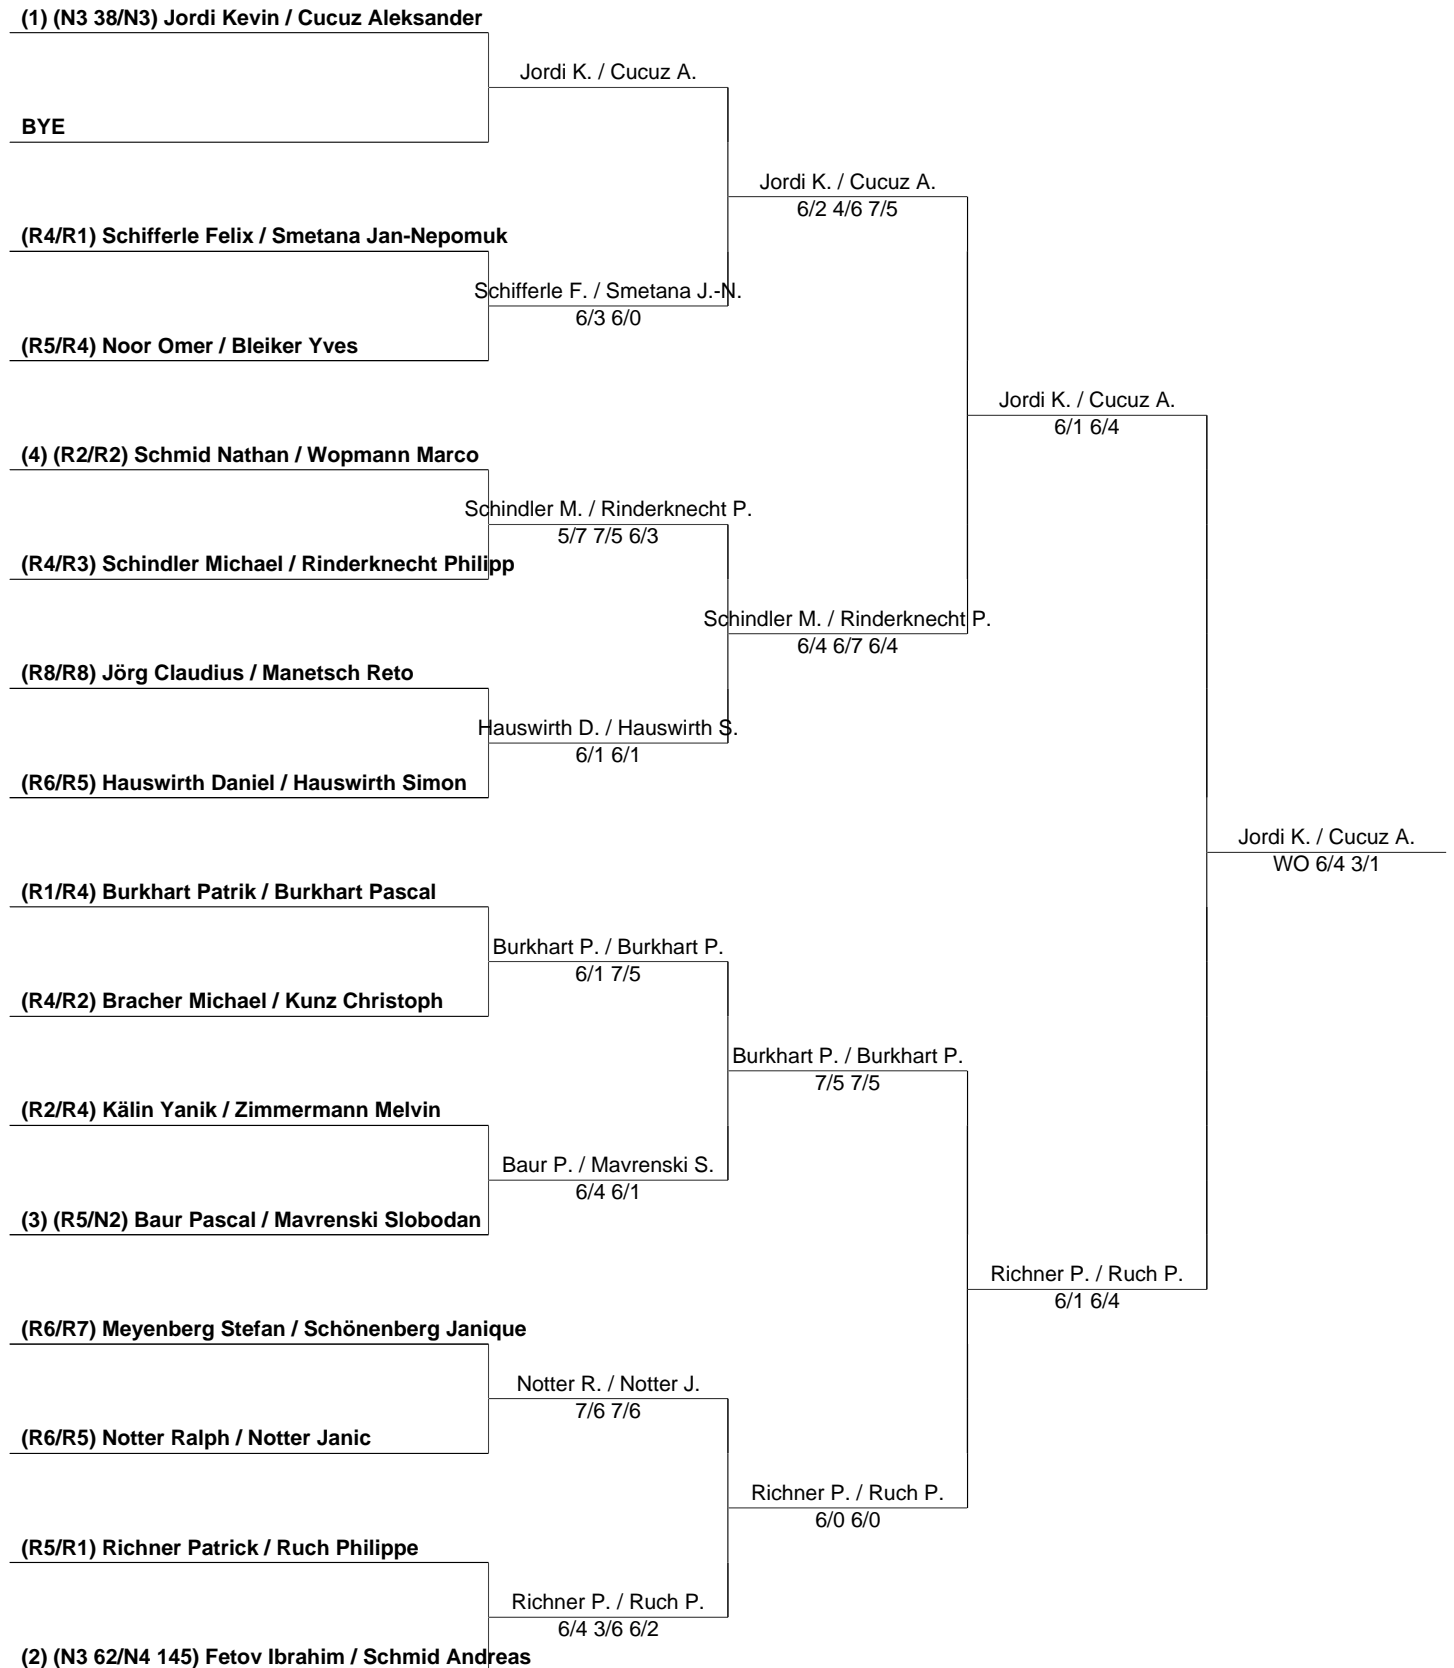 (1) (N3 38/N3) Jordi Kevin / Cucuz Aleksander
Jordi K. / Cucuz A.
BYE
Jordi K. / Cucuz A.
6/2 4/6 7/5
(R4/R1) Schifferle Felix / Smetana Jan-Nepomuk
Schifferle F. / Smetana J.-N.
6/3 6/0
(R5/R4) Noor Omer / Bleiker Yves
Jordi K. / Cucuz A.
6/1 6/4
(4) (R2/R2) Schmid Nathan / Wopmann Marco
Schindler M. / Rinderknecht P.
5/7 7/5 6/3
(R4/R3) Schindler Michael / Rinderknecht Philipp
Schindler M. / Rinderknecht P.
6/4 6/7 6/4
(R8/R8) Jörg Claudius / Manetsch Reto
Hauswirth D. / Hauswirth S.
6/1 6/1
(R6/R5) Hauswirth Daniel / Hauswirth Simon
Jordi K. / Cucuz A.
WO 6/4 3/1
(R1/R4) Burkhart Patrik / Burkhart Pascal
Burkhart P. / Burkhart P.
6/1 7/5
(R4/R2) Bracher Michael / Kunz Christoph
Burkhart P. / Burkhart P.
7/5 7/5
(R2/R4) Kälin Yanik / Zimmermann Melvin
Baur P. / Mavrenski S.
6/4 6/1
(3) (R5/N2) Baur Pascal / Mavrenski Slobodan
Richner P. / Ruch P.
6/1 6/4
(R6/R7) Meyenberg Stefan / Schönenberg Janique
Notter R. / Notter J.
7/6 7/6
(R6/R5) Notter Ralph / Notter Janic
Richner P. / Ruch P.
6/0 6/0
(R5/R1) Richner Patrick / Ruch Philippe
Richner P. / Ruch P.
6/4 3/6 6/2
(2) (N3 62/N4 145) Fetov Ibrahim / Schmid Andreas